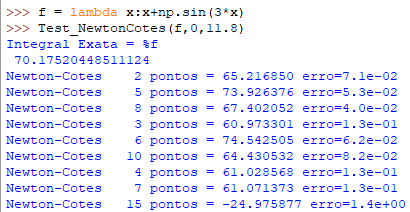 >>> f = lambda x:x+np.sin(3*x)
>>> Test_NewtonCotes(f,0,11.8)
Integral Exata = %f
 70.17520448511124
Newton-Cotes   2 pontos = 65.216850 erro=7.1e-02
Newton-Cotes   5 pontos = 73.926376 erro=5.3e-02
Newton-Cotes   8 pontos = 67.402052 erro=4.0e-02
Newton-Cotes   3 pontos = 60.973301 erro=1.3e-01
Newton-Cotes   6 pontos = 74.542505 erro=6.2e-02
Newton-Cotes   10 pontos = 64.430532 erro=8.2e-02
Newton-Cotes   4 pontos = 61.028568 erro=1.3e-01
Newton-Cotes   7 pontos = 61.071373 erro=1.3e-01
Newton-Cotes   15 pontos = -24.975877 erro=1.4e+00